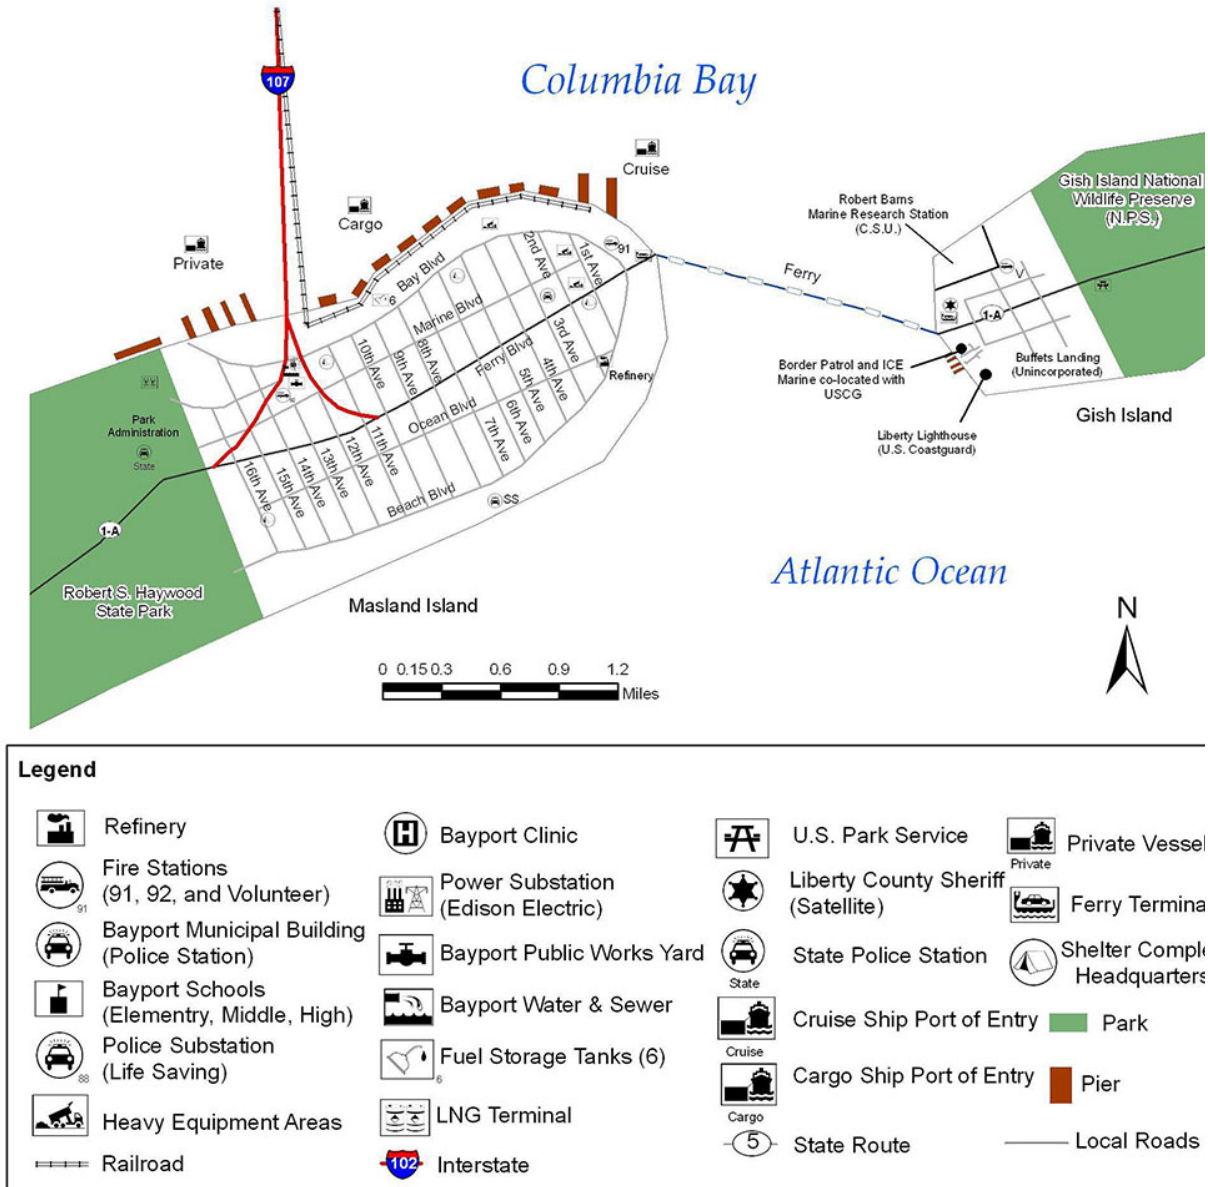 107
Columbia Bay
Cruise
Cargo
Private
Robert Barns
Marine Research Station
(C.S.U.)
Gish Island National
Wildlife Preserve
(N.P.S.)
Ferry
91
V
1-A
6
Bay Blvd
Marine Blvd
Ferry Blvd
Ocean Blvd
Beach Blvd
1st Ave
2nd Ave
3rd Ave
4th Ave
5th Ave
6th Ave
7th Ave
8th Ave
9th Ave
10th Ave
11th Ave
12th Ave
13th Ave
14th Ave
15th Ave
16th Ave
Refinery
Border Patrol and ICE
Marine co-located with
USCG
Buffets Landing
(Unincorporated)
Liberty Lighthouse
(U.S. Coastguard)
Gish Island
Park
Administration
State
SS
1-A
Robert S. Haywood
State Park
Masland Island
Atlantic Ocean
N
0 0.15 0.3 0.6 0.9 1.2
Miles
Legend
Refinery
Fire Stations
(91, 92, and Volunteer)
91
Bayport Municipal Building
(Police Station)
Bayport Schools
(Elementry, Middle, High)
Police Substation
(Life Saving)
88
Heavy Equipment Areas
Railroad
H
Bayport Clinic
Power Substation
(Edison Electric)
Bayport Public Works Yard
Bayport Water & Sewer
Fuel Storage Tanks (6)
6
LNG Terminal
102
Interstate
U.S. Park Service
Liberty County Sheriff
(Satellite)
State Police Station
State
Cruise Ship Port of Entry
Cruise
Cargo Ship Port of Entry
Cargo
5
State Route
Private Vessel
Private
Ferry Termina
Shelter Comple
Headquarters
Park
Pier
Local Roads